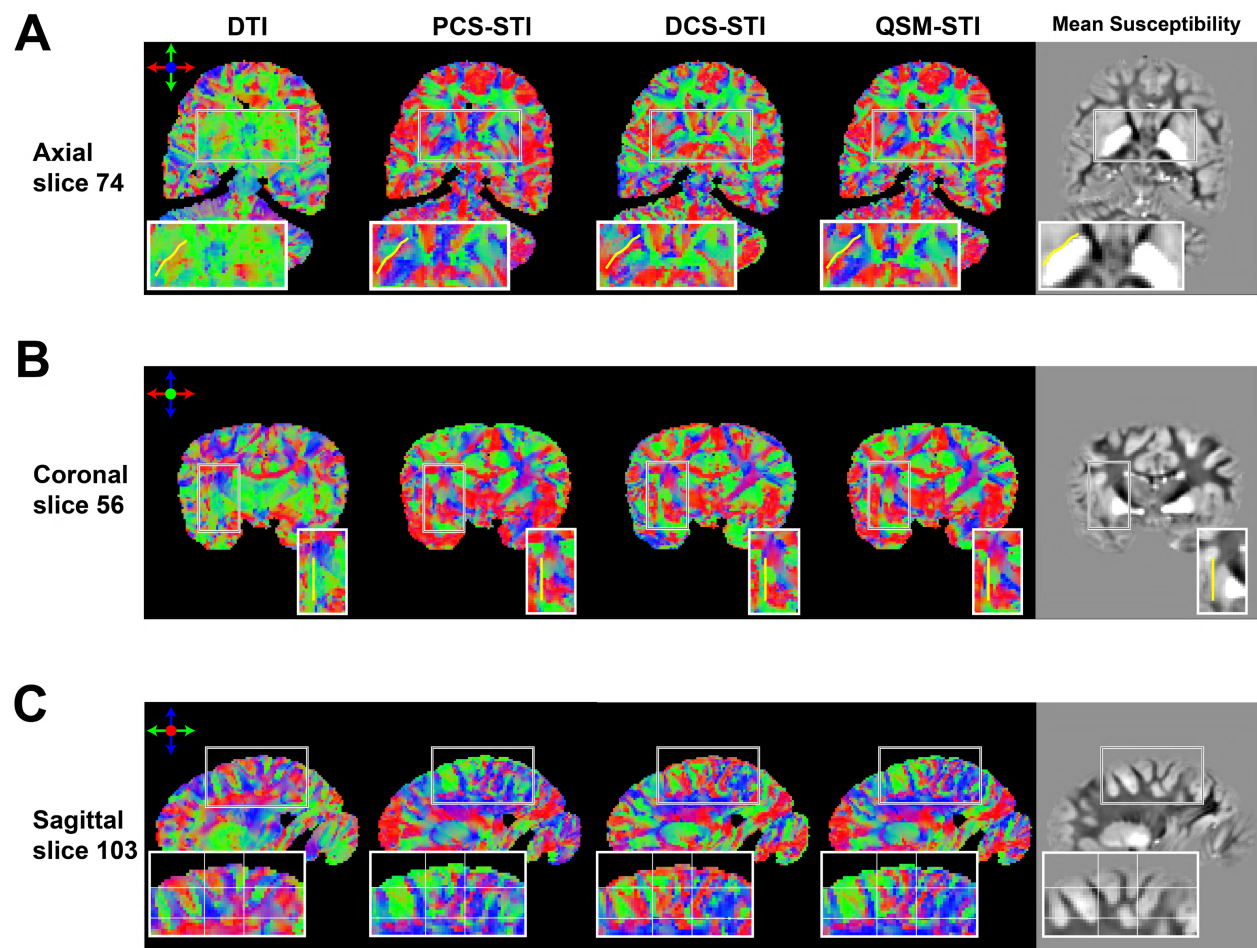 A
DTI
PCS-STI
DCS-STI
QSM-STI
Mean Susceptibility
Axial
slice 74
B
Coronal
slice 56
C
Sagittal
slice 103